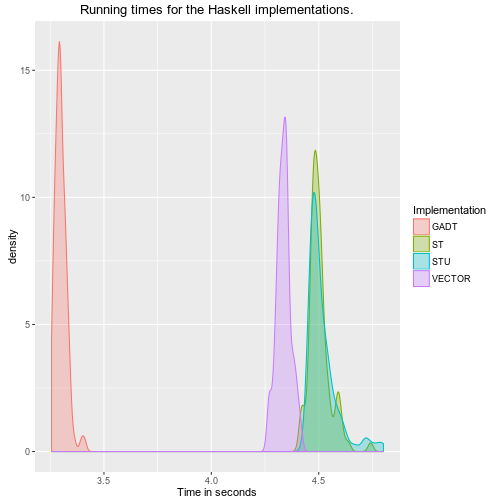 Running times for the Haskell implementations.
15
10
5
0
density
3.5
4.0
4.5
Time in seconds
Implementation
GADT
ST
STU
VECTOR